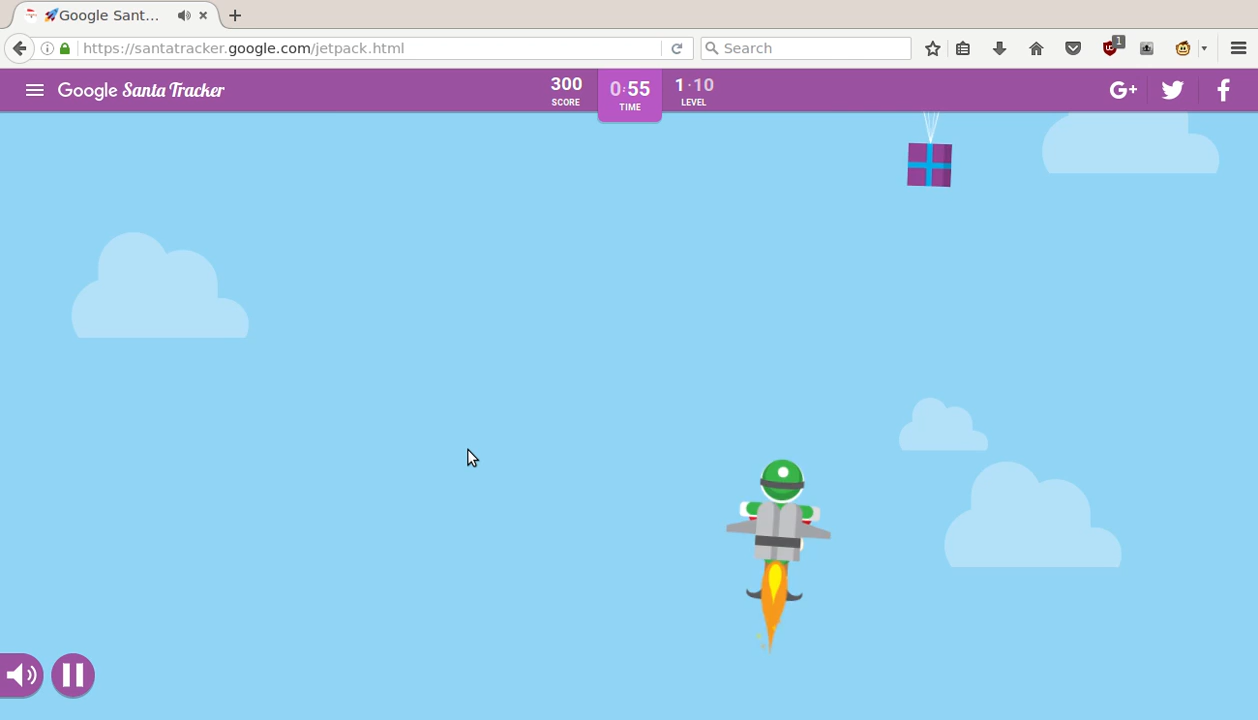 🚀Google Sant...
https://santatracker.google.com/jetpack.html
Search
1
Google Santa Tracker
300
SCORE
0:55
TIME
1·10
LEVEL
G+